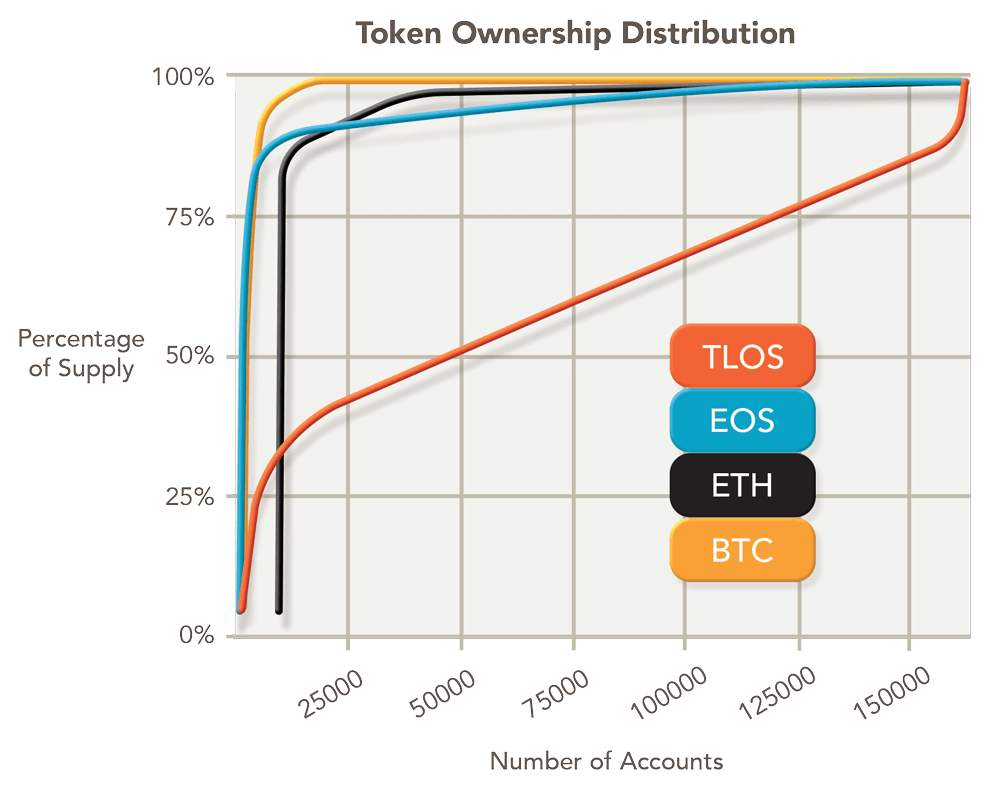 Token Ownership Distribution
100%
75%
Percentage
of Supply
50%
25%
0%
TLOS
EOS
ETH
BTC
25000
50000
75000
100000
125000
150000
Number of Accounts